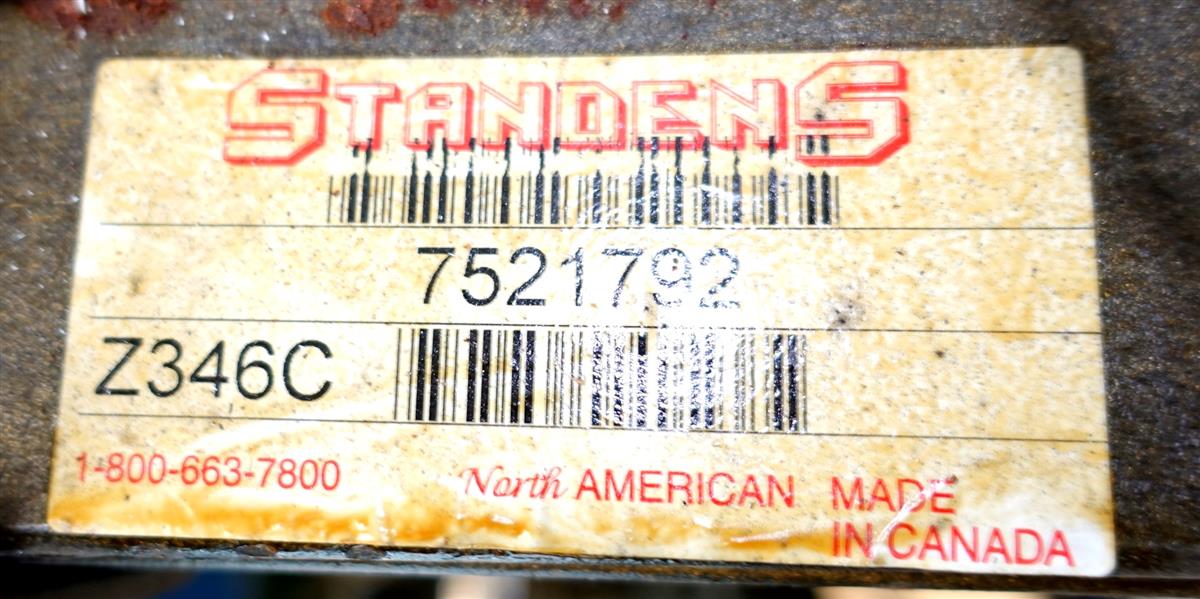 STANDENS
7521792
Z346C
1-800-663-7800
North AMERICAN
MADE
IN CANADA